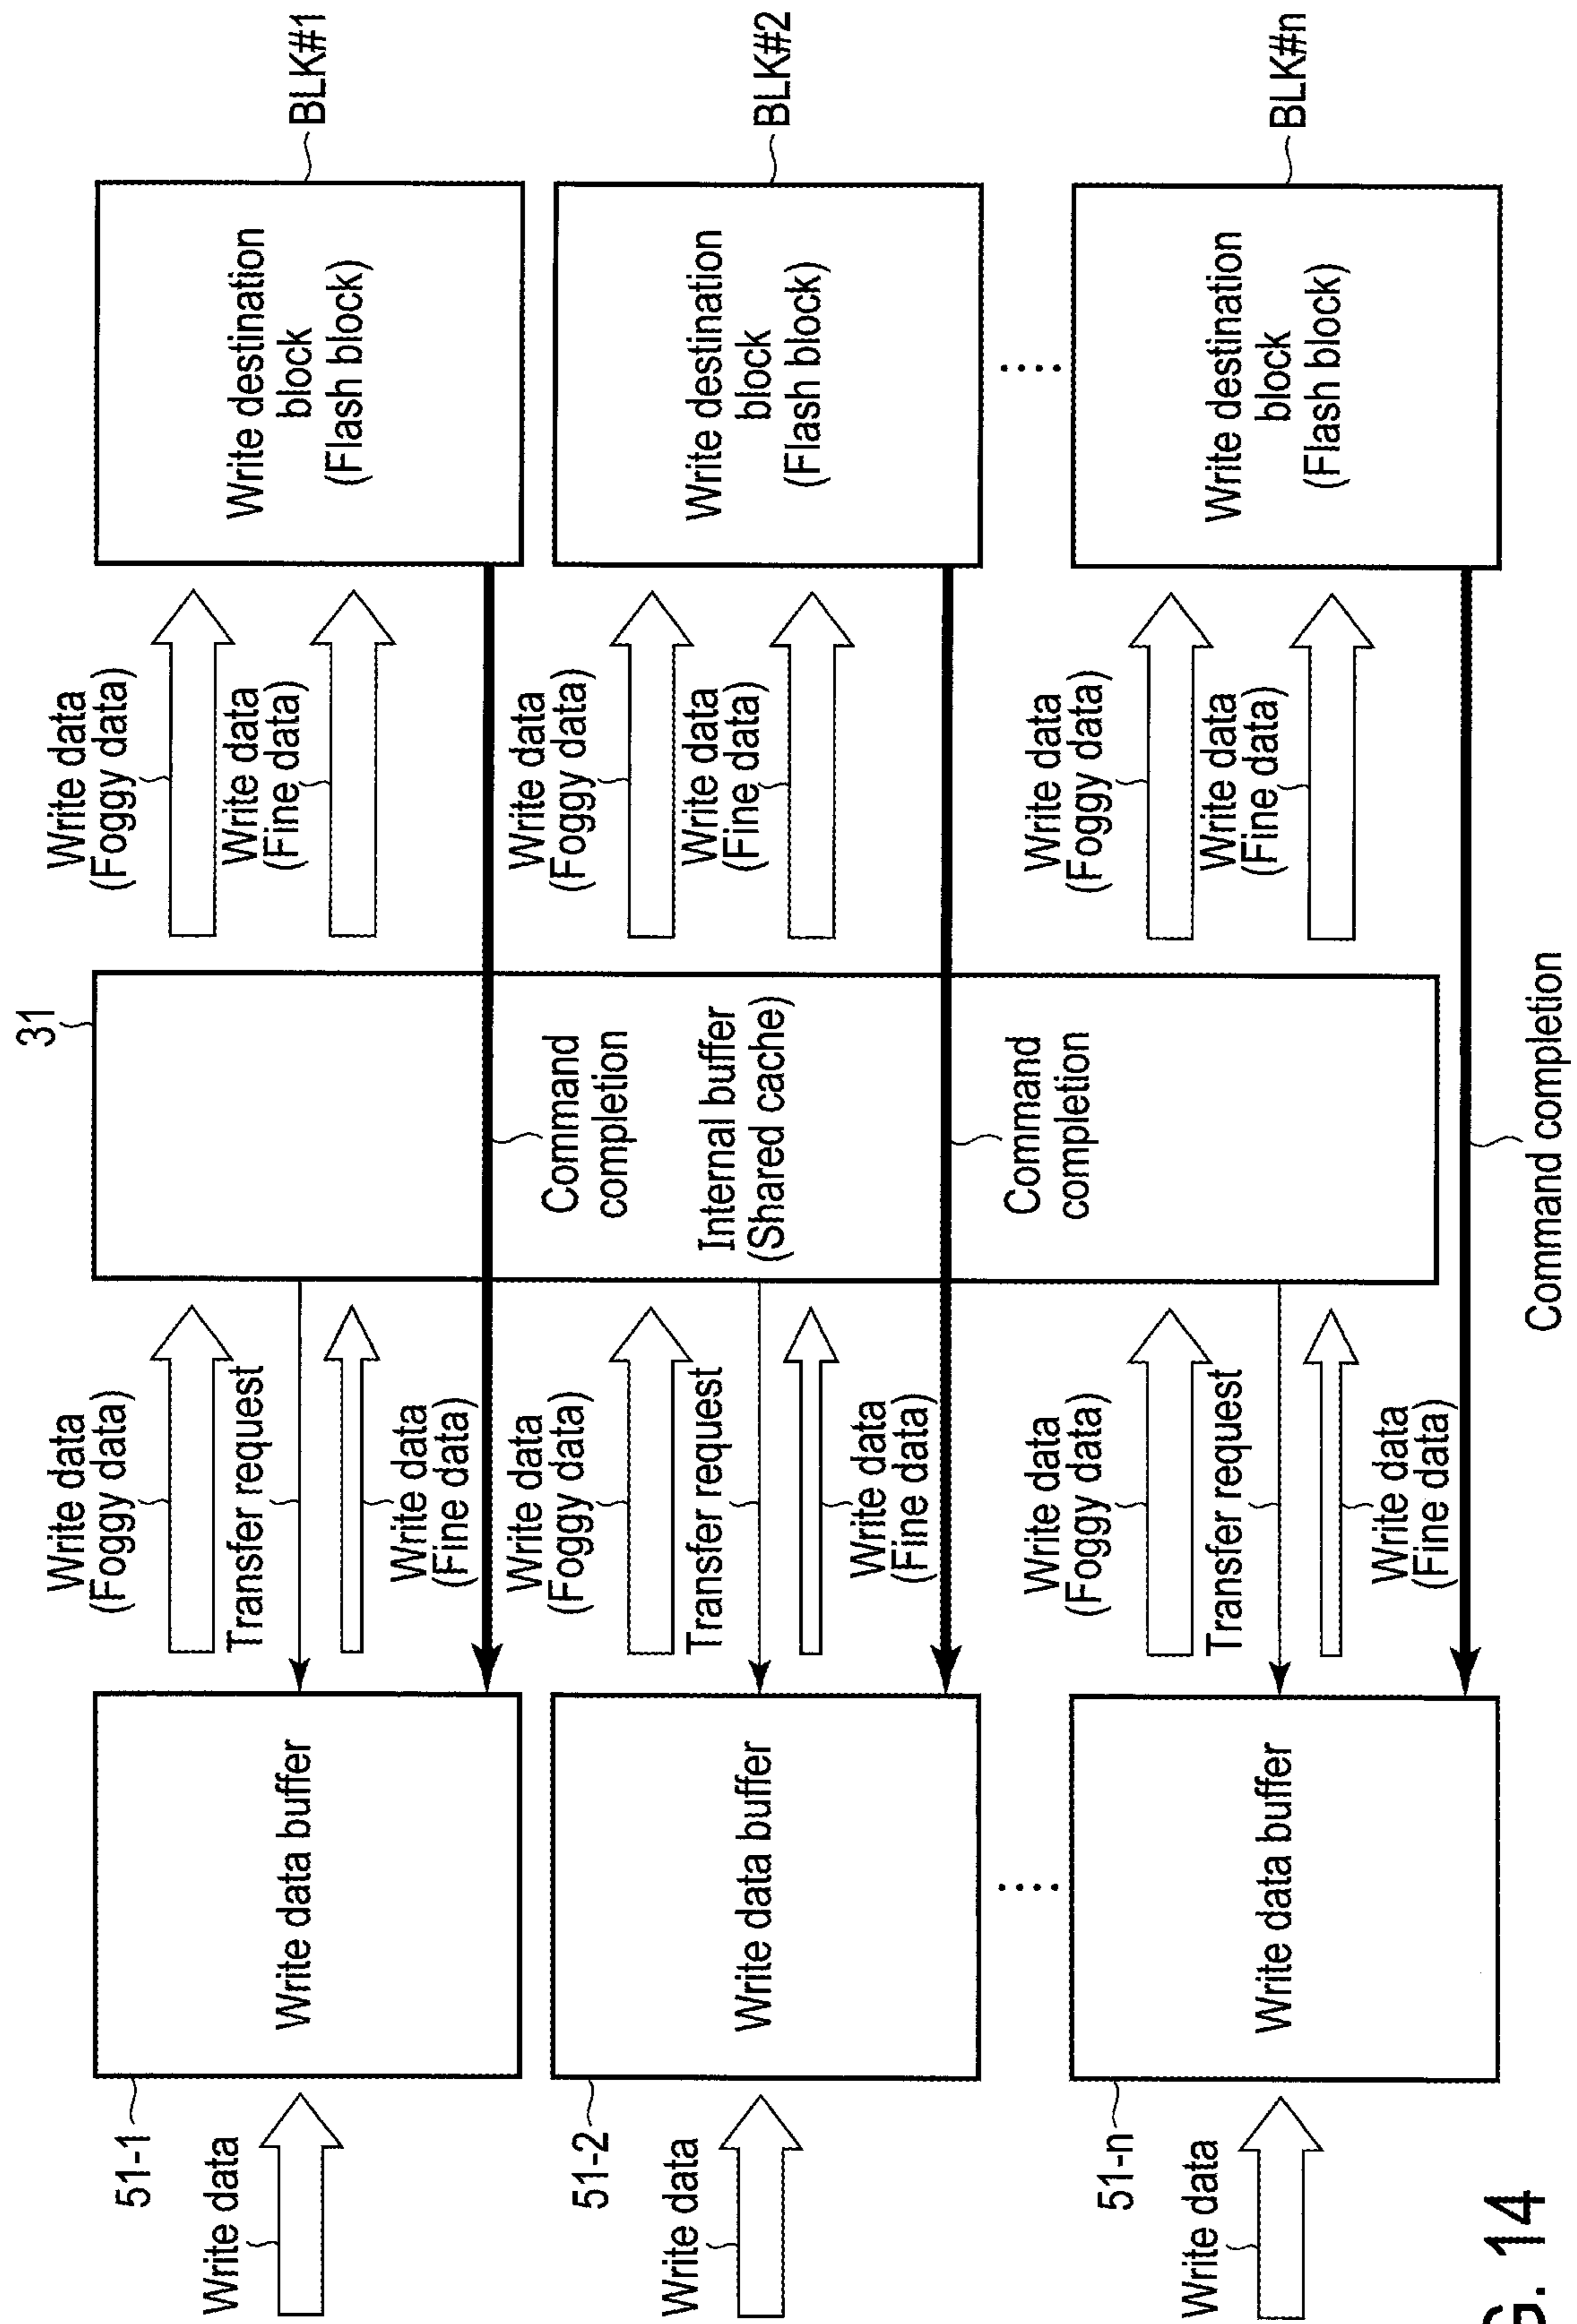 31
Write data
(Foggy data)
Write data
(Foggy data)
51-1
Write data
Transfer request
Write data
(Fine data)
Write destination
block
(Flash block)
BLK#1
Write data buffer
Write data
(Fine data)
Command
completion
Write data
(Foggy data)
Write data
(Foggy data)
51-2
Write data
Transfer request
Internal buffer
(Shared cache)
Write data
(Fine data)
Write destination
block
(Flash block)
BLK#2
Write data buffer
Write data
(Fine data)
Command
completion
Write data
(Foggy data)
Write data
(Foggy data)
51-n
Write data
Transfer request
Write data
(Fine data)
Write destination
block
(Flash block)
BLK#n
Write data buffer
Write data
(Fine data)
Command completion
G. 14